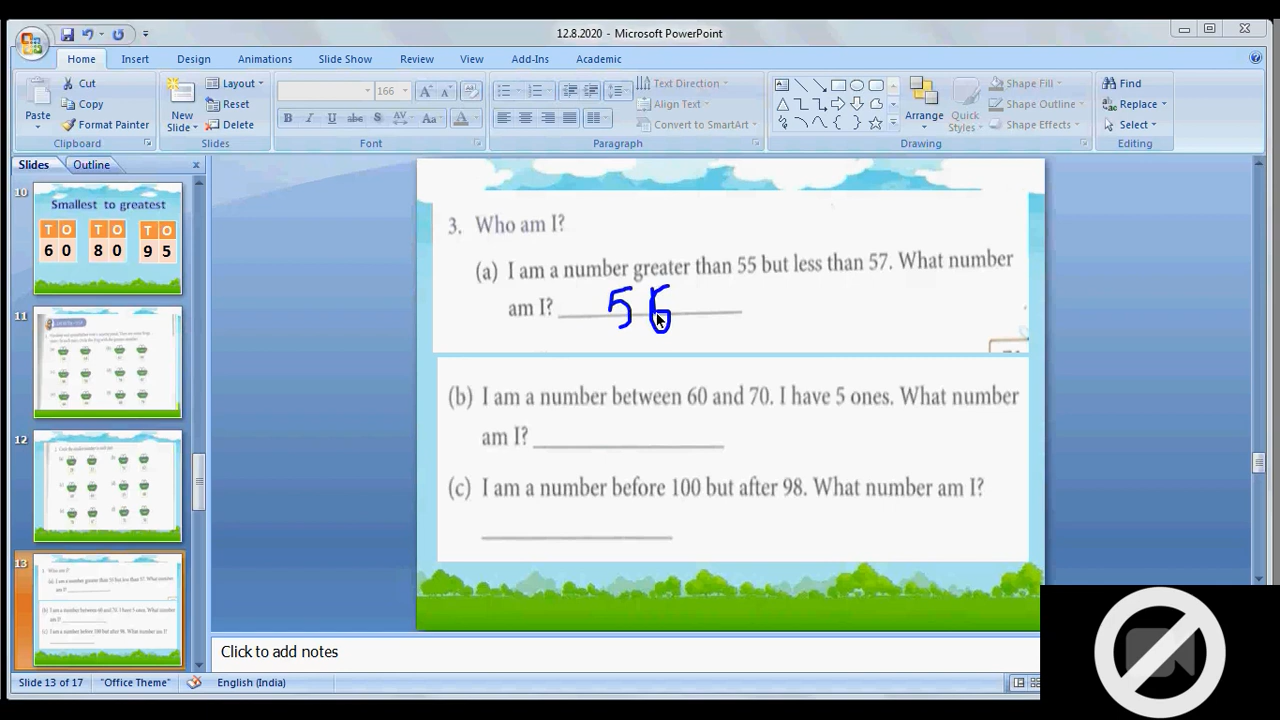 12.8.2020 - Microsoft PowerPoint
Home Insert Design Animations Slide Show Review View Add-Ins Academic
Paste
Cut
Copy
Format Painter
Clipboard
New Slide
Layout
Reset
Delete
Slides
166
B I U abc S AV Aa A
Font
Text Direction
Align Text
Convert to SmartArt
Paragraph
Arrange
Quick Styles
Shape Fill
Shape Outline
Shape Effects
Drawing
Find
Replace
Select
Editing
Slides Outline
10
Smallest to greatest
T O T O T O
6 0 8 0 9 5
11
12
13
3. Who am I?
(a) I am a number greater than 55 but less than 57. What number
am I? 56
(b) I am a number between 60 and 70. I have 5 ones. What number
am I?
(c) I am a number before 100 but after 98. What number am I?
Click to add notes
Slide 13 of 17 "Office Theme" English (India)